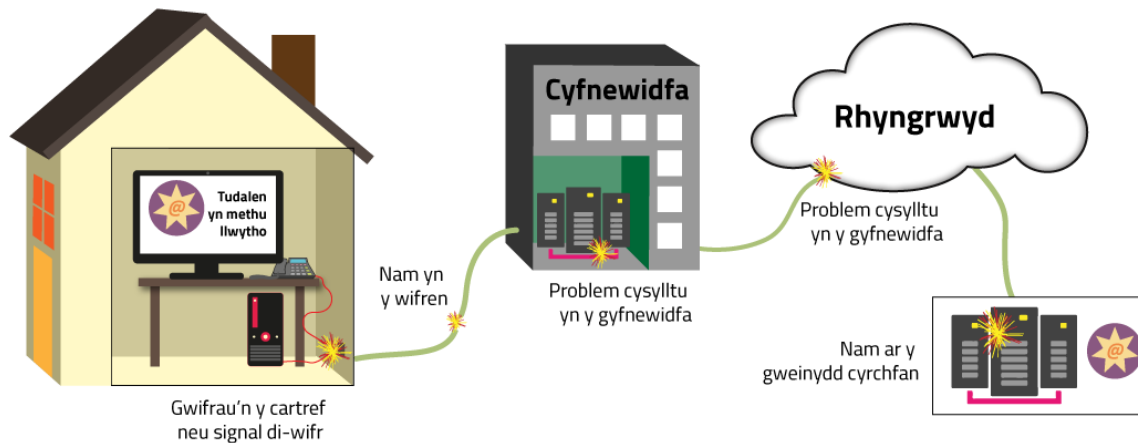 Tudalen
yn methu
llwytho
@
Gwifrau'n y cartref
neu signal di-wifr
Nam yn
y wifren
Cyfnewidfa
Problem cysylltu
yn y gyfnewidfa
Rhyngrwyd
Problem cysylltu
yn y gyfnewidfa
Nam ar y
gweinydd cyrchfan
@